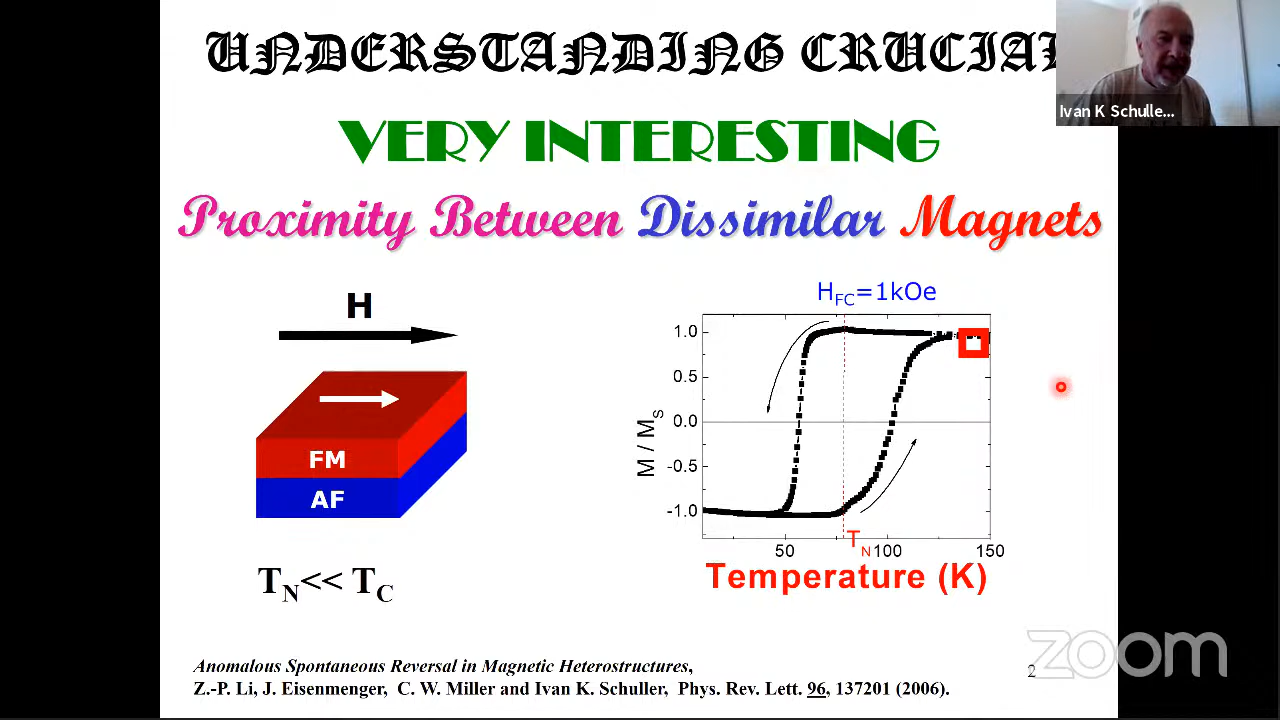 UNDERSTANDING CRUCIAL
Ivan K Schulle...
VERY INTERESTING
Proximity Between Dissimilar Magnets
H
FM
AF
T_N<< T_C
H_FC=1kOe
1.0
0.5
0.0
-0.5
-1.0
M / M_S
T_N
50
100
150
Temperature (K)
Anomalous Spontaneous Reversal in Magnetic Heterostructures,
Z.-P. Li, J. Eisenmenger, C. W. Miller and Ivan K. Schuller, Phys. Rev. Lett. 96, 137201 (2006).
2
zoom